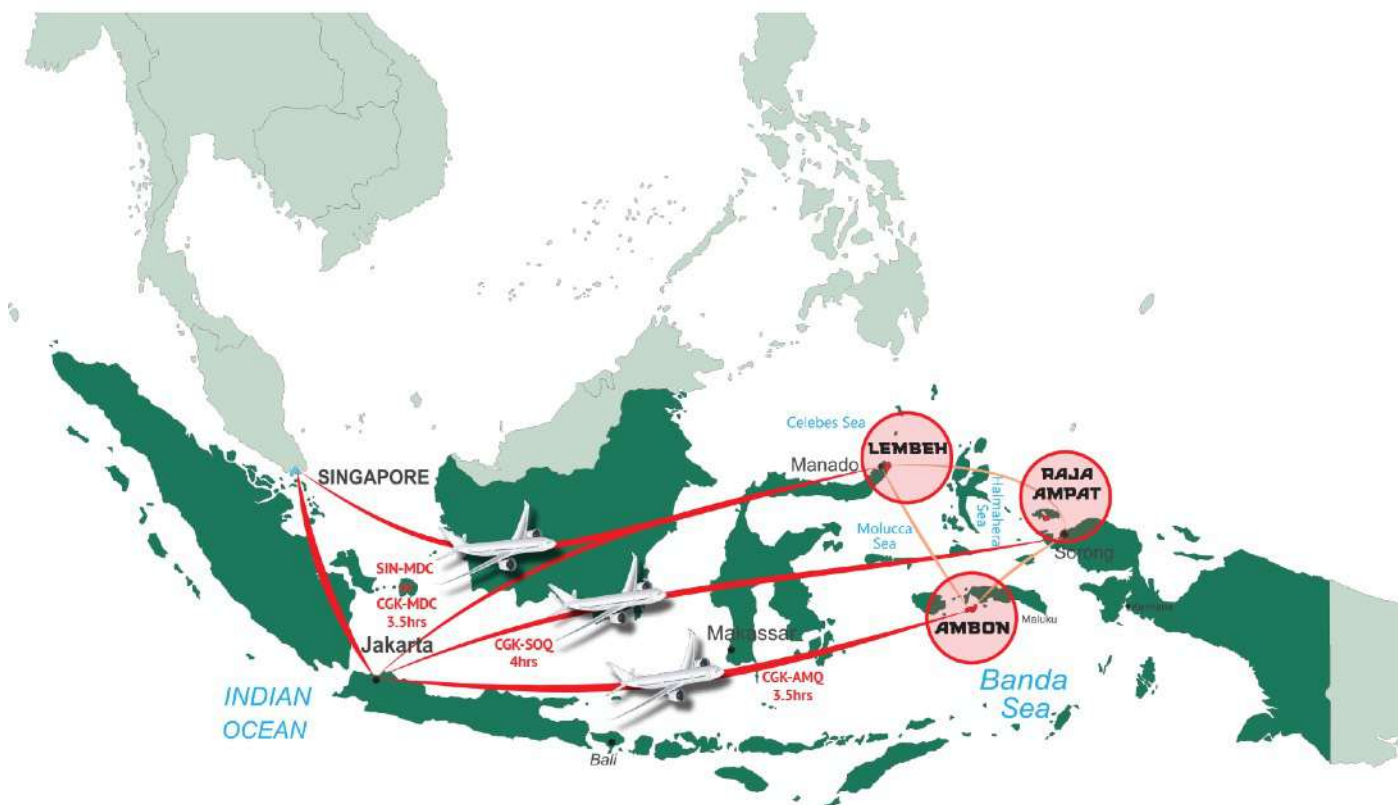 Celebes Sea
LEMBEH
Manado
RAJA
AMPAT
SINGAPORE
Halmahera
Sea
Molucca
Sea
Sorong
SIN-MDC
CGK-MDC
3.5hrs
AMBON
Maluku
Jakarta
CGK-SOQ
4hrs
Makassar
CGK-AMQ
3.5hrs
Banda
Sea
INDIAN
OCEAN
Bali